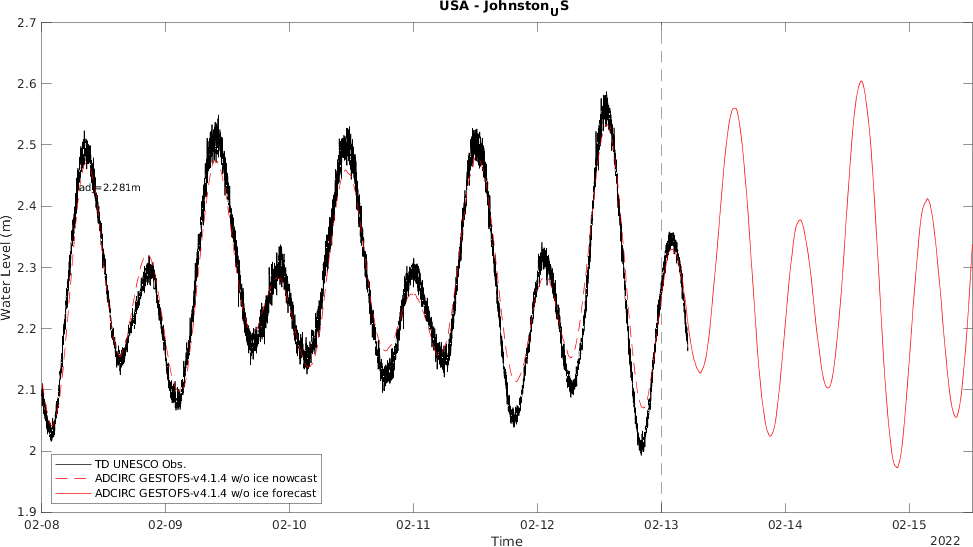 USA - Johnston_US
2.7
2.6
2.5
2.4
2.3
2.2
2.1
2
1.9
Water Level (m)
=2.281m
TD UNESCO Obs.
ADCIRC GESTOFS-v4.1.4 w/o ice nowcast
ADCIRC GESTOFS-v4.1.4 w/o ice forecast
02-08
02-09
02-10
02-11
02-12
02-13
02-14
02-15
Time
2022